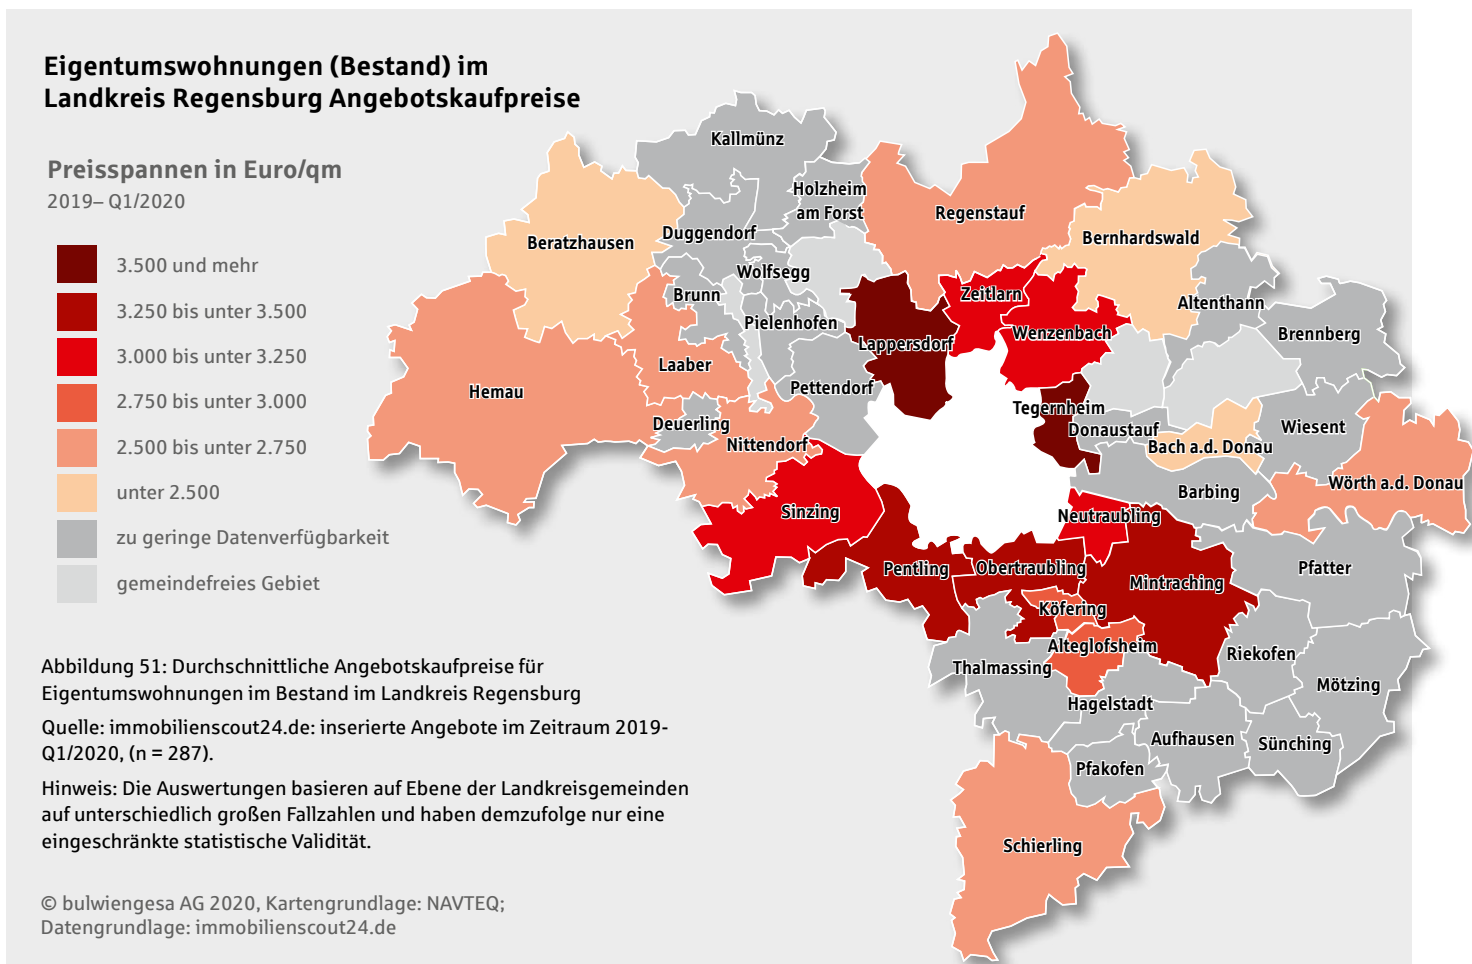 Eigentumswohnungen (Bestand) im
Landkreis Regensburg Angebotskaufpreise
Preisspannen in Euro/qm
2019– Q1/2020
3.500 und mehr
3.250 bis unter 3.500
3.000 bis unter 3.250
2.750 bis unter 3.000
2.500 bis unter 2.750
unter 2.500
zu geringe Datenverfügbarkeit
gemeindefreies Gebiet
Kallmünz
Holzheim
am Forst
Regenstauf
Duggendorf
Beratzhausen
Bernhardswald
Wolfsegg
Brunn
Zeitlarn
Altenthann
Pielenhofen
Wenzenbach
Brennberg
Lappersdorf
Laaber
Hemau
Pettendorf
Tegernheim
Deuerling
Donaustauf
Wiesent
Nittendorf
Bach a.d. Donau
Wörth a.d. Donau
Barbing
Sinzing
Neutraubling
Pentling
Obertraubling
Mintraching
Pfatter
Köfering
Alteglofsheim
Riekofen
Thalmassing
Mötzing
Hagelstadt
Aufhausen
Sünching
Pfakofen
Schierling
Abbildung 51: Durchschnittliche Angebotskaufpreise für
Eigentumswohnungen im Bestand im Landkreis Regensburg
Quelle: immobilienscout24.de: inserierte Angebote im Zeitraum 2019-
Q1/2020, (n = 287).
Hinweis: Die Auswertungen basieren auf Ebene der Landkreisgemeinden
auf unterschiedlich großen Fallzahlen und haben demzufolge nur eine
eingeschränkte statistische Validität.
© bulwiengesa AG 2020, Kartengrundlage: NAVTEQ;
Datengrundlage: immobilienscout24.de